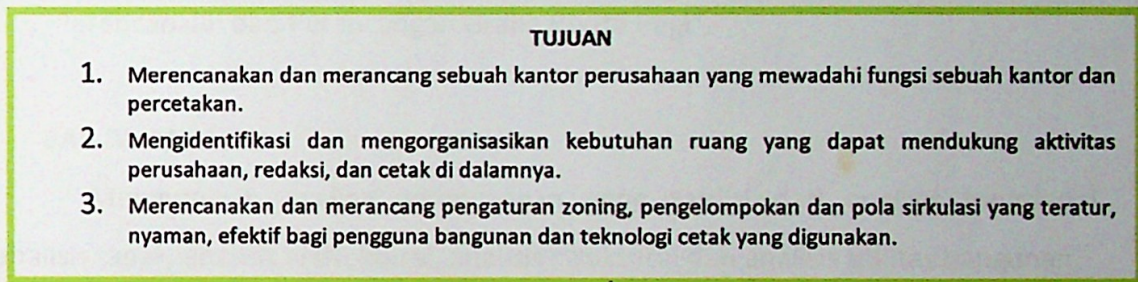 TUJUAN
1. Merencanakan dan merancang sebuah kantor perusahaan yang mewadahi fungsi sebuah kantor dan
percetakan.
2. Mengidentifikasi dan mengorganisasikan kebutuhan ruang yang dapat mendukung aktivitas
perusahaan, redaksi, dan cetak di dalamnya.
3. Merencanakan dan merancang pengaturan zoning, pengelompokan dan pola sirkulasi yang teratur,
nyaman, efektif bagi pengguna bangunan dan teknologi cetak yang digunakan.